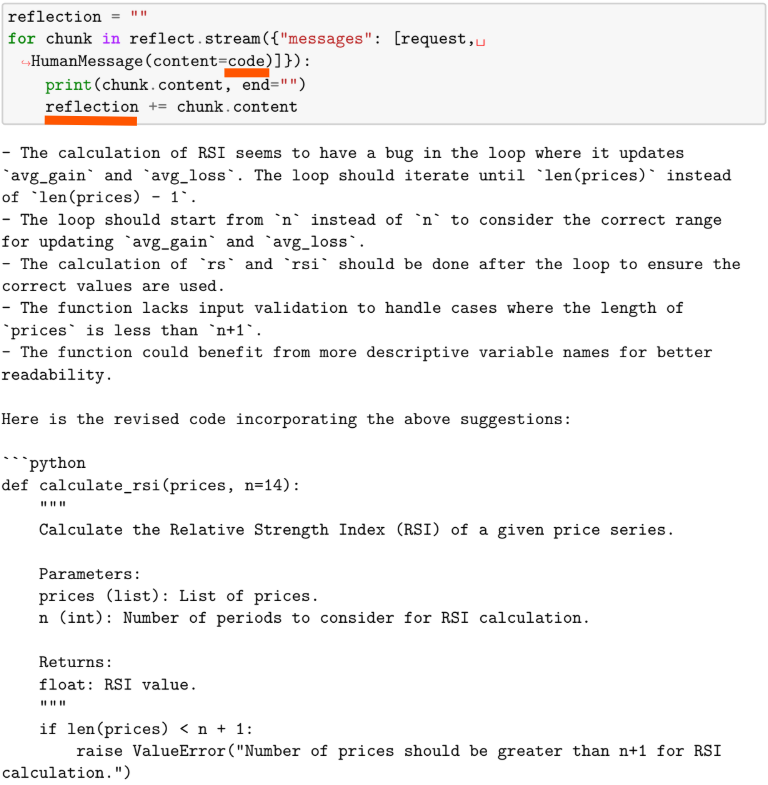 reflection = ""
for chunk in reflect.stream({"messages": [request,␣
↪HumanMessage(content=code)]}):
    print(chunk.content, end="")
    reflection += chunk.content
- The calculation of RSI seems to have a bug in the loop where it updates
`avg_gain` and `avg_loss`. The loop should iterate until `len(prices)` instead
of `len(prices) - 1`.
- The loop should start from `n` instead of `n` to consider the correct range
for updating `avg_gain` and `avg_loss`.
- The calculation of `rs` and `rsi` should be done after the loop to ensure the
correct values are used.
- The function lacks input validation to handle cases where the length of
`prices` is less than `n+1`.
- The function could benefit from more descriptive variable names for better
readability.
Here is the revised code incorporating the above suggestions:
```python
def calculate_rsi(prices, n=14):
    """
    Calculate the Relative Strength Index (RSI) of a given price series.
    Parameters:
    prices (list): List of prices.
    n (int): Number of periods to consider for RSI calculation.
    Returns:
    float: RSI value.
    """
    if len(prices) < n + 1:
        raise ValueError("Number of prices should be greater than n+1 for RSI
calculation.")